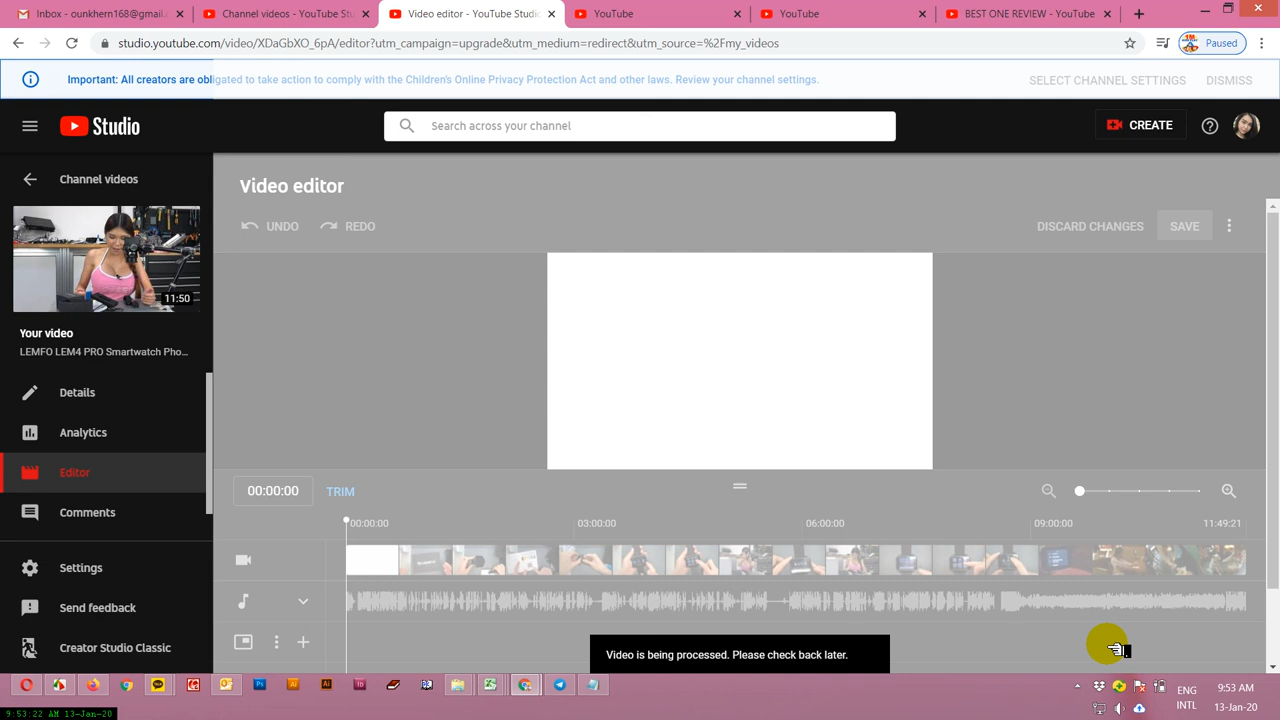 Inbox - ounkhern168@gmail.
Channel videos - YouTube St
Video editor - YouTube Studi
YouTube
YouTube
BEST ONE REVIEW - YouTube
studio.youtube.com/video/XDaGbXO_6pA/editor?utm_campaign=upgrade&utm_medium=redirect&utm_source=%2Fmy_videos
Paused
Important: All creators are obligated to take action to comply with the Children's Online Privacy Protection Act and other laws. Review your channel settings.
SELECT CHANNEL SETTINGS
DISMISS
Studio
Search across your channel
CREATE
Channel videos
Video editor
UNDO
REDO
DISCARD CHANGES
SAVE
11:50
Your video
LEMFO LEM4 PRO Smartwatch Pho...
Details
Analytics
Editor
Comments
Settings
Send feedback
Creator Studio Classic
00:00:00
TRIM
00:00:00
03:00:00
06:00:00
09:00:00
11:49:21
Video is being processed. Please check back later.
ENG
INTL
9:53 AM
13-Jan-20
9:53:22 AM 13-Jan-20